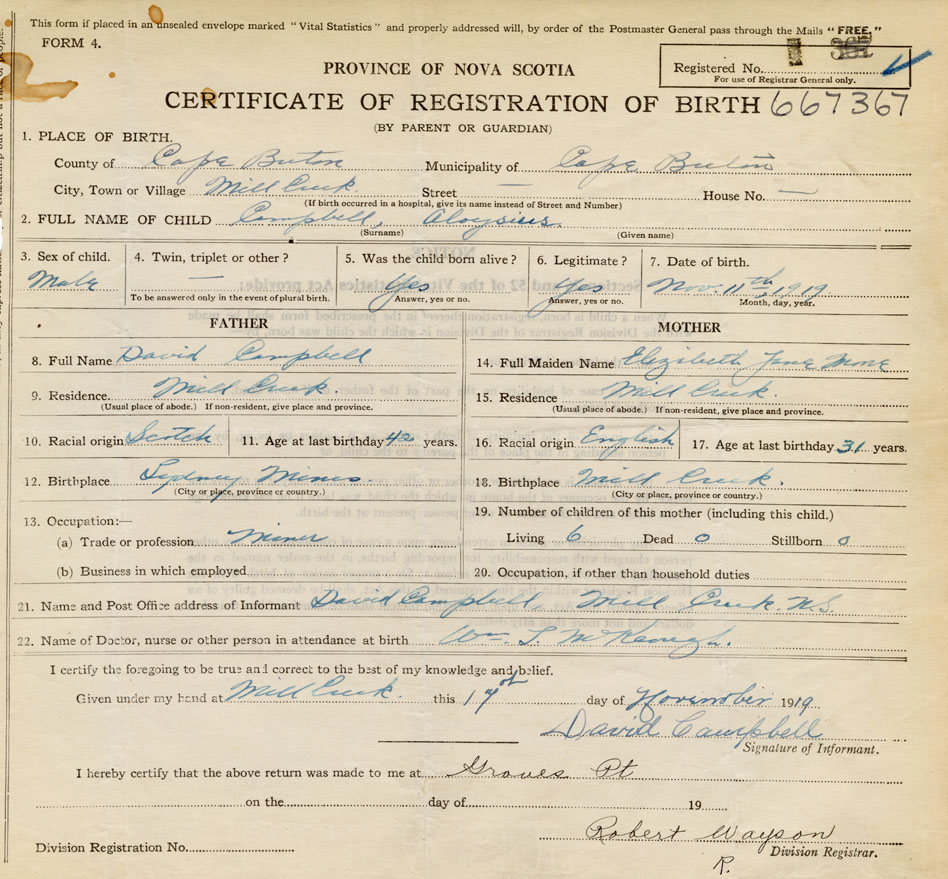 This form if placed in an unsealed envelope marked "Vital Statistics" and properly addressed will, by order of the Postmaster General pass through the Mails "FREE."
FORM 4.
367
Registered No.
For use of Registrar General only.
PROVINCE OF NOVA SCOTIA
CERTIFICATE OF REGISTRATION OF BIRTH 667367
(BY PARENT OR GUARDIAN)
1. PLACE OF BIRTH.
County of Cape Breton Municipality of Cape Breton
City, Town or Village Mill Creek Street — House No. —
(If birth occurred in a hospital, give its name instead of Street and Number)
2. FULL NAME OF CHILD Campbell, Aloysius.
(Surname) (Given name)
3. Sex of child. 4. Twin, triplet or other? 5. Was the child born alive? 6. Legitimate? 7. Date of birth.
Male — Yes Yes Nov. 11th, 1919
To be answered only in the event of plural birth. Answer, yes or no. Answer, yes or no. Month, day, year.
FATHER MOTHER
8. Full Name David Campbell 14. Full Maiden Name Elizabeth Jane
9. Residence. Mill Creek. 15. Residence Mill Creek.
(Usual place of abode.) If non-resident, give place and province. (Usual place of abode.) If non-resident, give place and province.
10. Racial origin Scotch 11. Age at last birthday 42 years. 16. Racial origin English 17. Age at last birthday 31 years.
12. Birthplace Sydney Mines. 18. Birthplace Mill Creek.
(City or place, province or country.) (City or place, province or country.)
13. Occupation:— 19. Number of children of this mother (including this child.)
(a) Trade or profession Miner Living 6 Dead 0 Stillborn 0
(b) Business in which employed 20. Occupation, if other than household duties
21. Name and Post Office address of Informant David Campbell, Mill Creek. N.S.
22. Name of Doctor, nurse or other person in attendance at birth Wm. McKeough.
I certify the foregoing to be true and correct to the best of my knowledge and belief.
Given under my hand at Mill Creek. this day of November 1919
David Campbell
Signature of Informant.
I hereby certify that the above return was made to me at Groves Pt
on the day of 19
Robert Wayson
Division Registration No. R. Division Registrar.